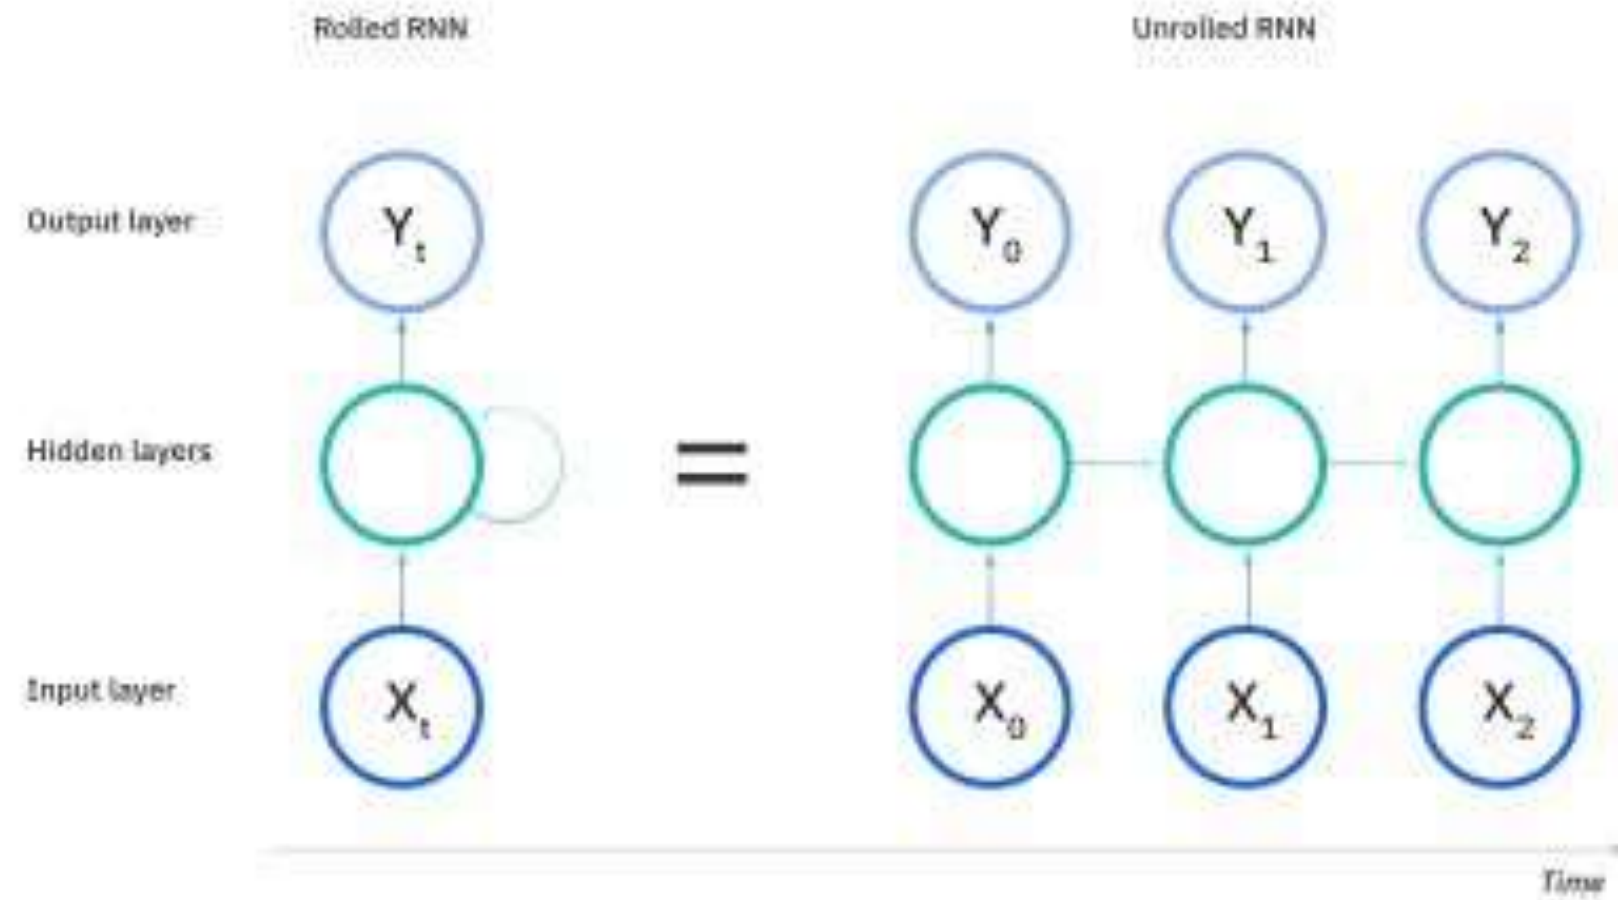 Rolled RNN
Unrolled RNN
Output layer
Yt
Y0
Y1
Y2
Hidden layers
=
Input layer
Xt
X0
X1
X2
Time